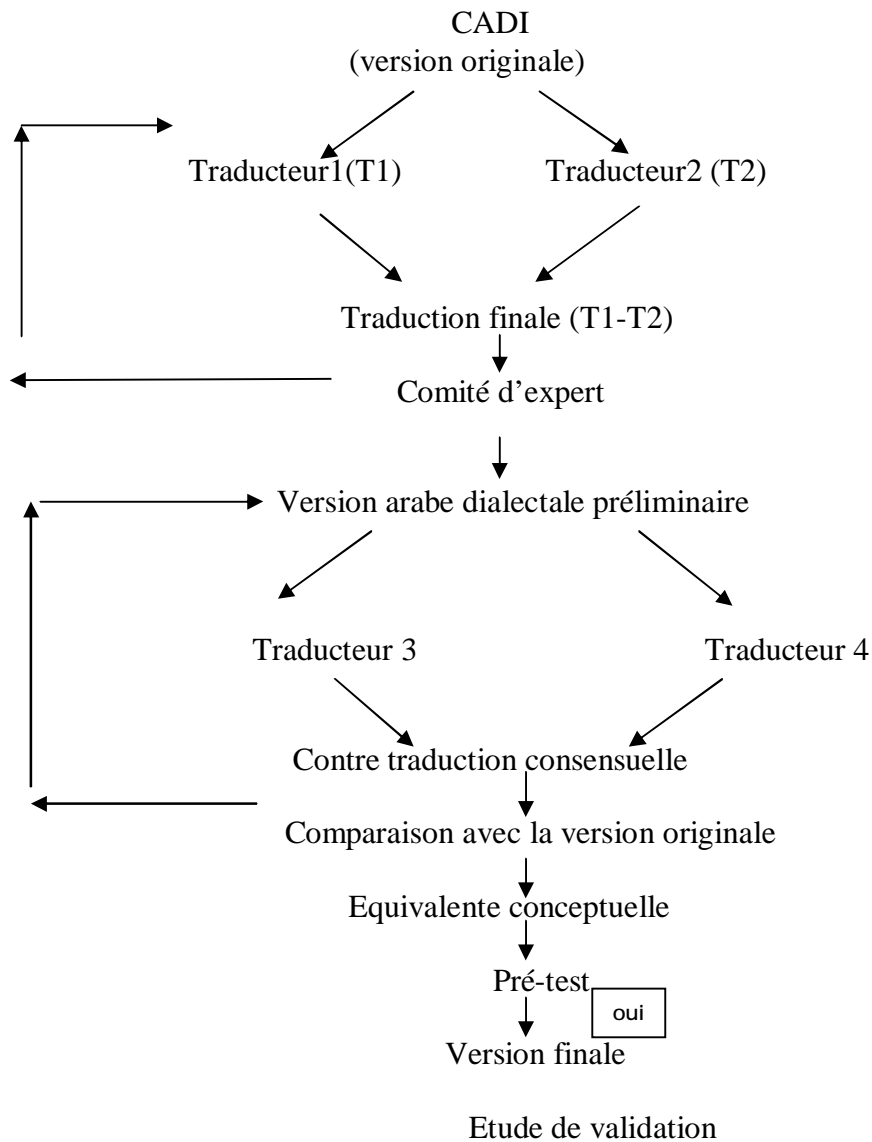 CADI
(version originale)
Traducteur1(T1)
Traducteur2 (T2)
Traduction finale (T1-T2)
Comité d’expert
Version arabe dialectale préliminaire
Traducteur 3
Traducteur 4
Contre traduction consensuelle
Comparaison avec la version originale
Equivalente conceptuelle
Pré-test
oui
Version finale
Etude de validation